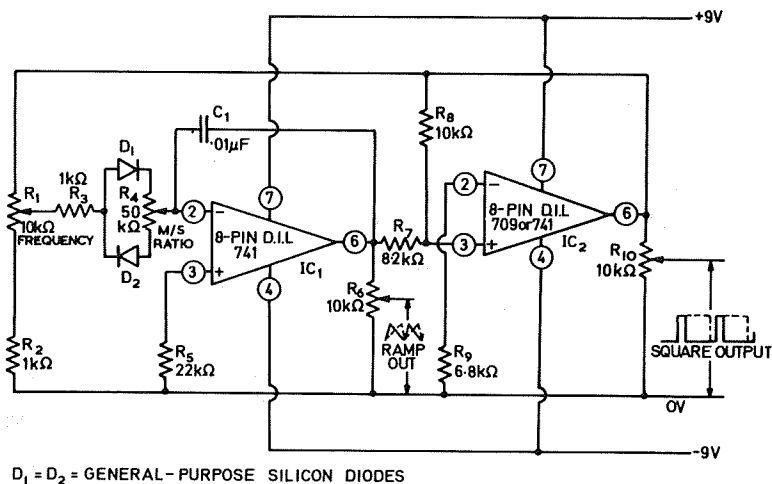 +9V
C1
.01µF
R8
10kΩ
D1
1kΩ
R3
R4
50
kΩ
M/S
RATIO
D2
R1
10kΩ
FREQUENCY
2
−
7
8-PIN D.I.L
741
6
3
+
4
IC1
R7
82kΩ
2
−
7
8-PIN D.I.L
709 or 741
6
3
+
4
IC2
R10
10kΩ
R6
10kΩ
RAMP
OUT
R2
1kΩ
R5
22kΩ
R9
6·8kΩ
SQUARE OUTPUT
0V
-9V
D1 = D2 = GENERAL-PURPOSE SILICON DIODES